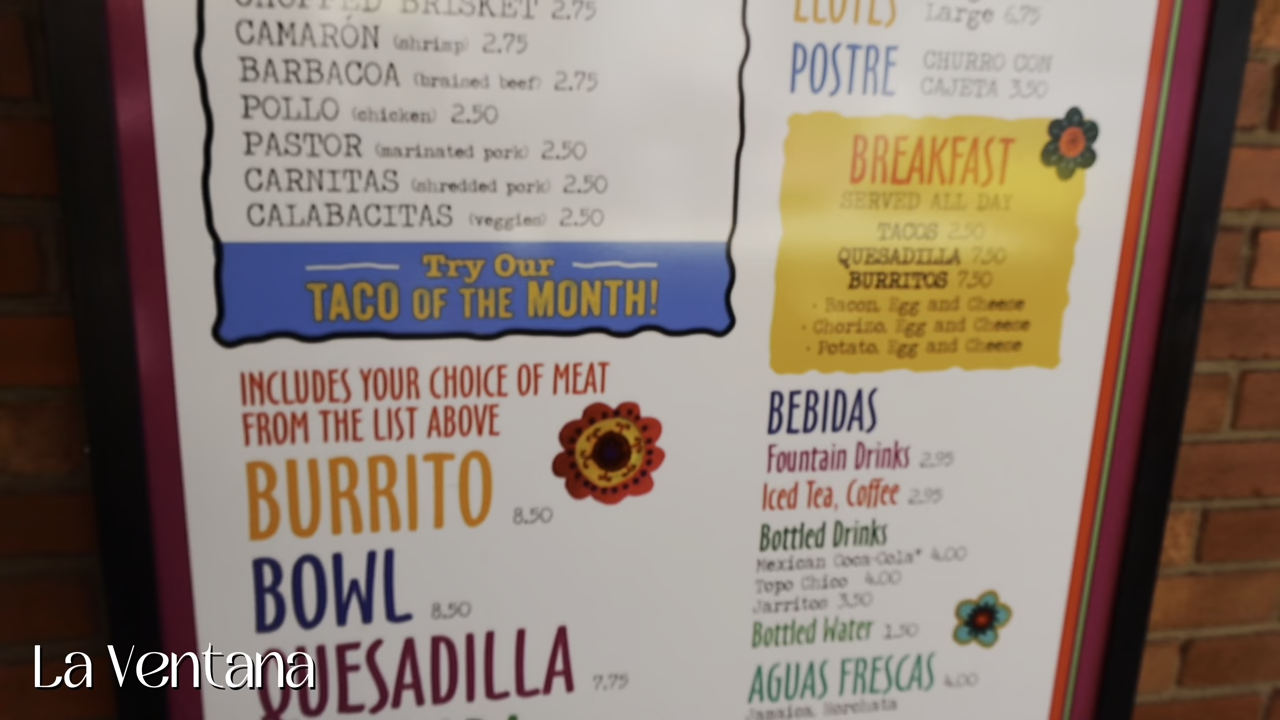 CHOPPED BRISKET 2.75
CAMARÓN (shrimp) 2.75
BARBACOA (braised beef) 2.75
POLLO (chicken) 2.50
PASTOR (marinated pork) 2.50
CARNITAS (shredded pork) 2.50
CALABACITAS (veggies) 2.50
Try Our
TACO OF THE MONTH!
INCLUDES YOUR CHOICE OF MEAT
FROM THE LIST ABOVE
BURRITO 8.50
BOWL 8.50
QUESADILLA 7.75
ELOTES
Large 6.75
POSTRE CHURRO CON
CAJETA 3.50
BREAKFAST
SERVED ALL DAY
TACOS 2.50
QUESADILLA 7.50
BURRITOS 7.50
· Bacon, Egg and Cheese
· Chorizo, Egg and Cheese
· Potato, Egg and Cheese
BEBIDAS
Fountain Drinks 2.95
Iced Tea, Coffee 2.95
Bottled Drinks
Mexican Coca-Cola* 4.00
Topo Chico 4.00
Jarritos 3.50
Bottled Water 1.50
AGUAS FRESCAS 4.00
Jamaica, Horchata
La Ventana